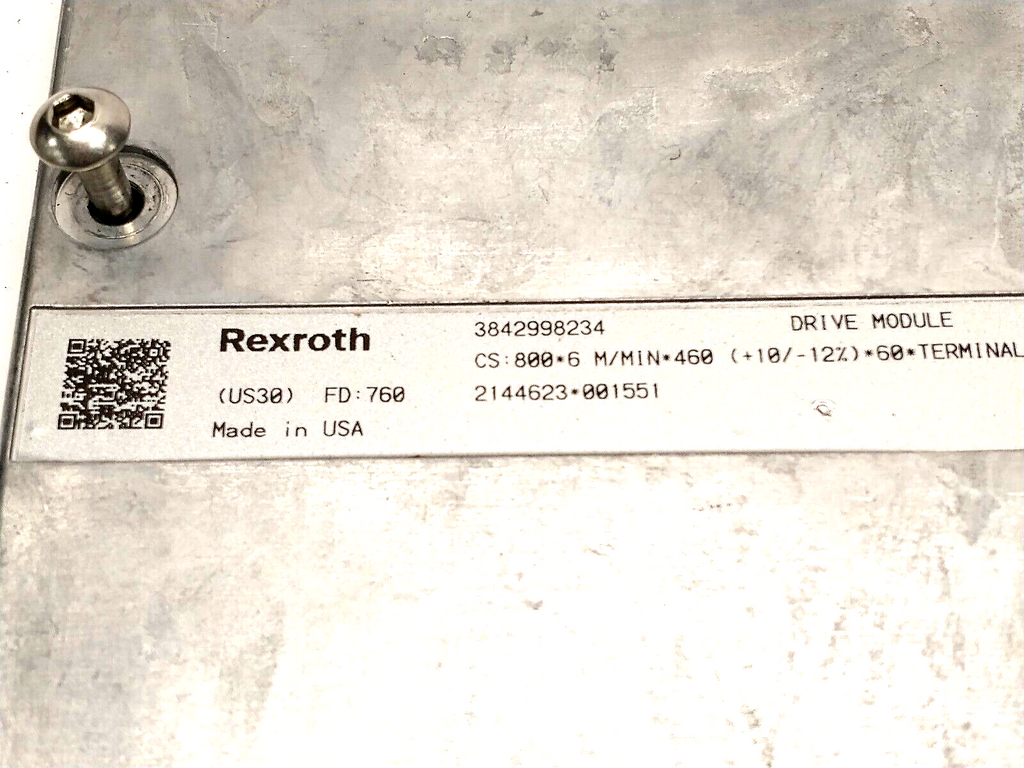 Rexroth
3842998234 DRIVE MODULE
CS:800*6 M/MIN*460 (+10/-12%)*60*TERMINAL
(US30) FD:760 2144623*001551
Made in USA